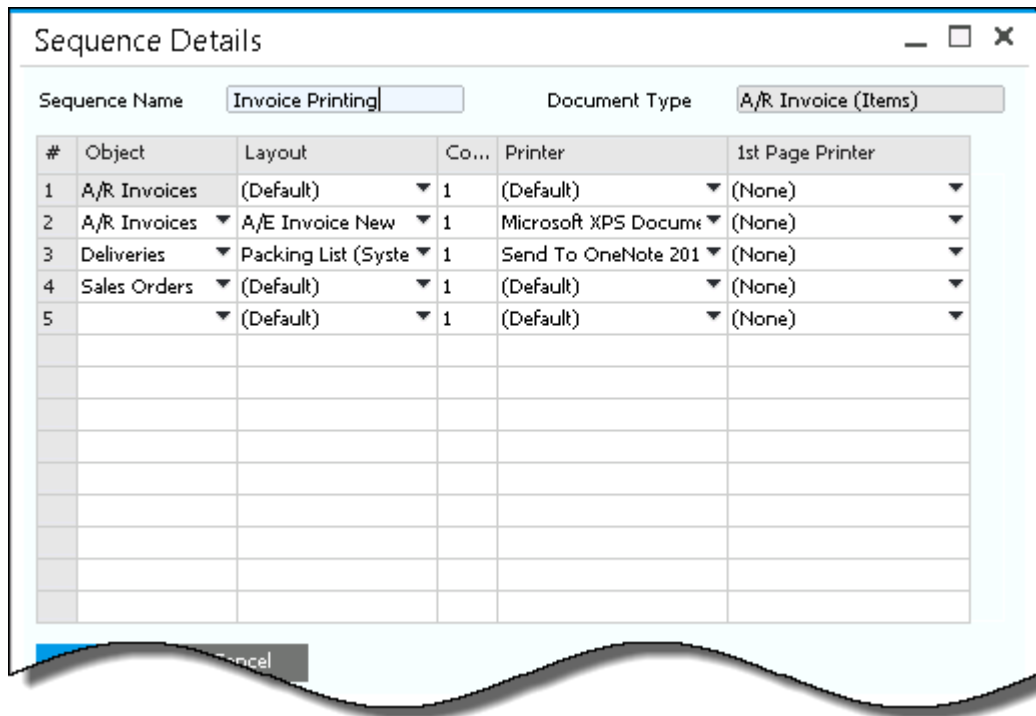 Sequence Details
Sequence Name Invoice Printing Document Type A/R Invoice (Items)
# Object Layout Co... Printer 1st Page Printer
1 A/R Invoices (Default) 1 (Default) (None)
2 A/R Invoices A/E Invoice New 1 Microsoft XPS Docume (None)
3 Deliveries Packing List (Syste 1 Send To OneNote 201 (None)
4 Sales Orders (Default) 1 (Default) (None)
5 (Default) 1 (Default) (None)
Cancel